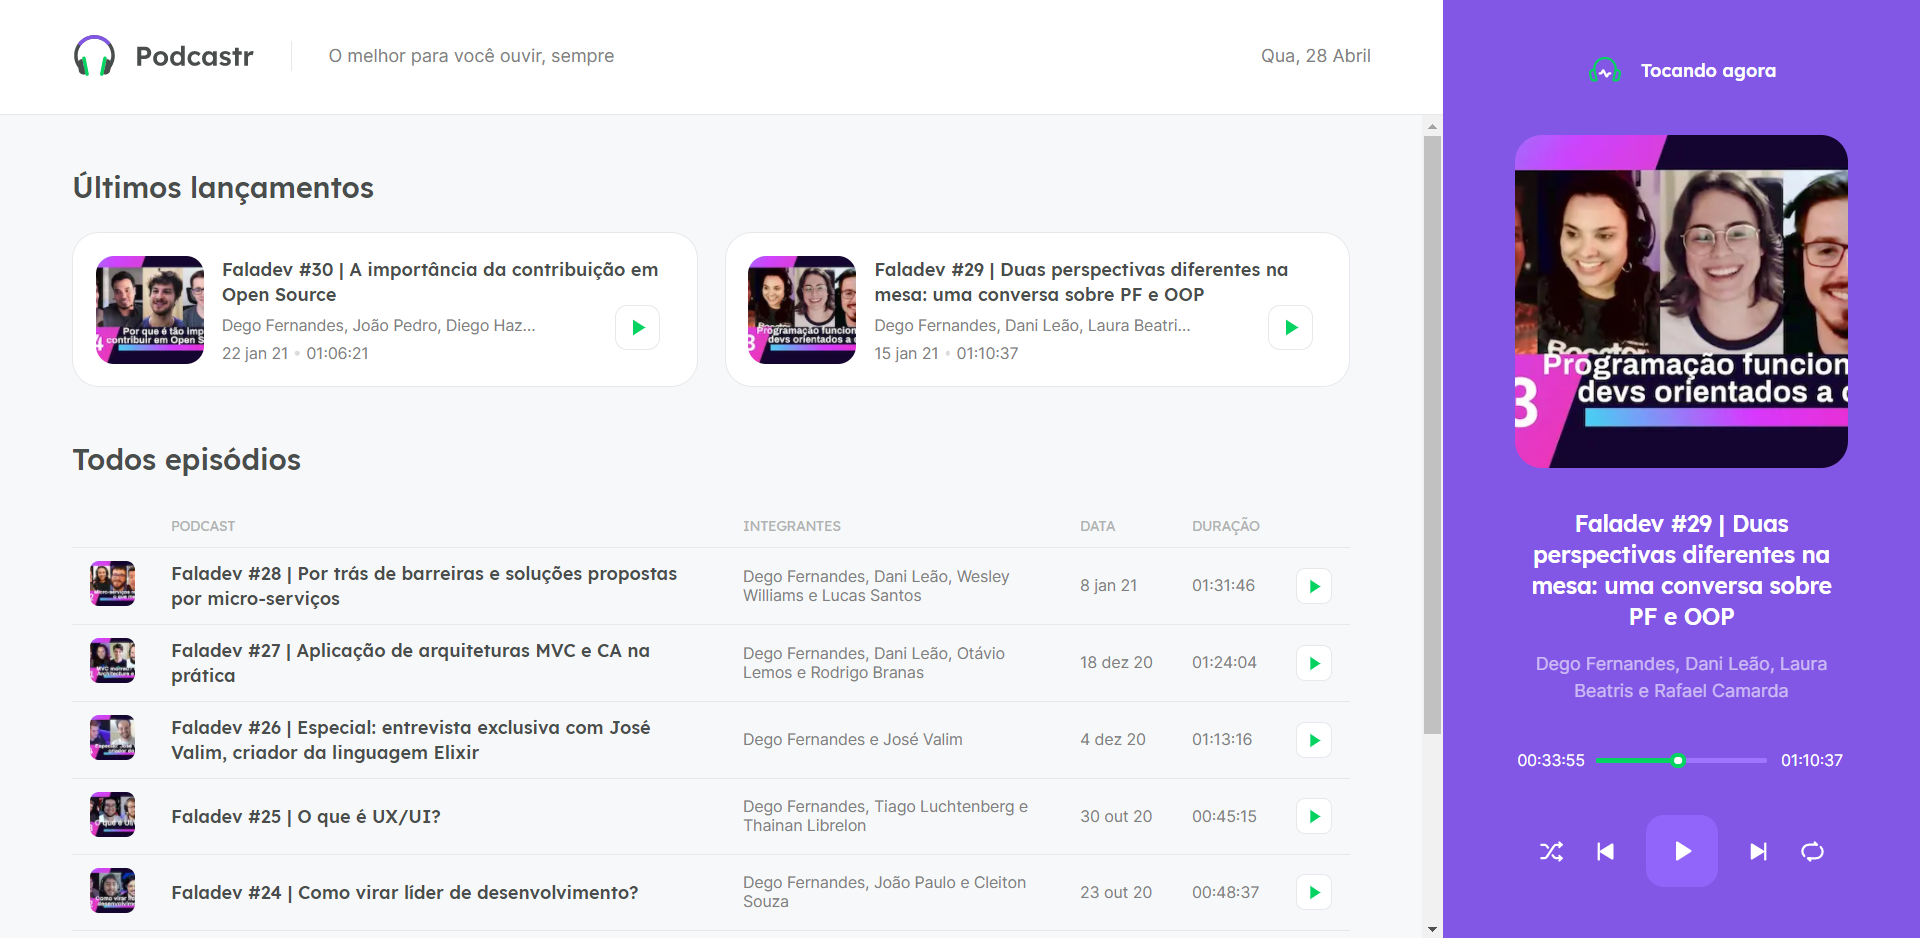 Podcastr
O melhor para você ouvir, sempre
Qua, 28 Abril
Últimos lançamentos
Por que é tão imp
contribuir em Open S
4
Faladev #30 | A importância da contribuição em
Open Source
Dego Fernandes, João Pedro, Diego Haz...
22 jan 21 • 01:06:21
Programação funcion
devs orientados a c
3
Faladev #29 | Duas perspectivas diferentes na
mesa: uma conversa sobre PF e OOP
Dego Fernandes, Dani Leão, Laura Beatri...
15 jan 21 • 01:10:37
Todos episódios
PODCAST
INTEGRANTES
DATA
DURAÇÃO
Faladev #28 | Por trás de barreiras e soluções propostas
por micro-serviços
Dego Fernandes, Dani Leão, Wesley
Williams e Lucas Santos
8 jan 21
01:31:46
Faladev #27 | Aplicação de arquiteturas MVC e CA na
prática
Dego Fernandes, Dani Leão, Otávio
Lemos e Rodrigo Branas
18 dez 20
01:24:04
Faladev #26 | Especial: entrevista exclusiva com José
Valim, criador da linguagem Elixir
Dego Fernandes e José Valim
4 dez 20
01:13:16
Faladev #25 | O que é UX/UI?
Dego Fernandes, Tiago Luchtenberg e
Thainan Librelon
30 out 20
00:45:15
Faladev #24 | Como virar líder de desenvolvimento?
Dego Fernandes, João Paulo e Cleiton
Souza
23 out 20
00:48:37
Tocando agora
Programação funcion
devs orientados a c
3
Faladev #29 | Duas
perspectivas diferentes na
mesa: uma conversa sobre
PF e OOP
Dego Fernandes, Dani Leão, Laura
Beatris e Rafael Camarda
00:33:55
01:10:37